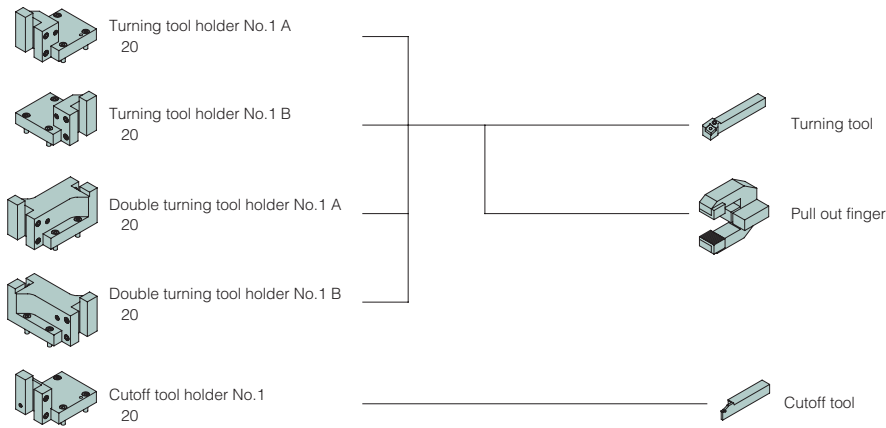 Turning tool holder No.1 A
20
Turning tool holder No.1 B
20
Turning tool
Double turning tool holder No.1 A
20
Pull out finger
Double turning tool holder No.1 B
20
Cutoff tool holder No.1
20
Cutoff tool